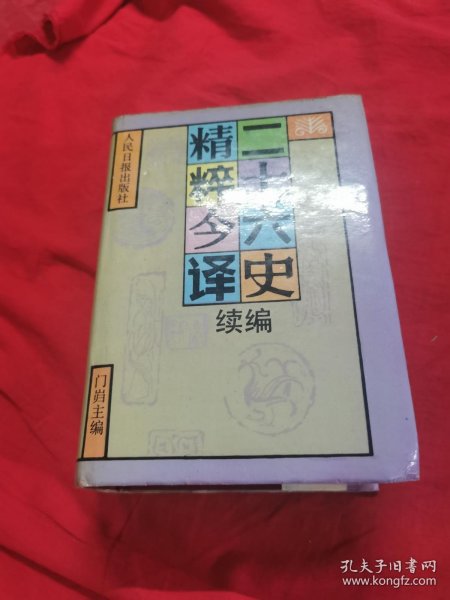 二十六史
精粹今译
续编
人民日报出版社
门岿主编
孔夫子旧书网
www.kongfz.com